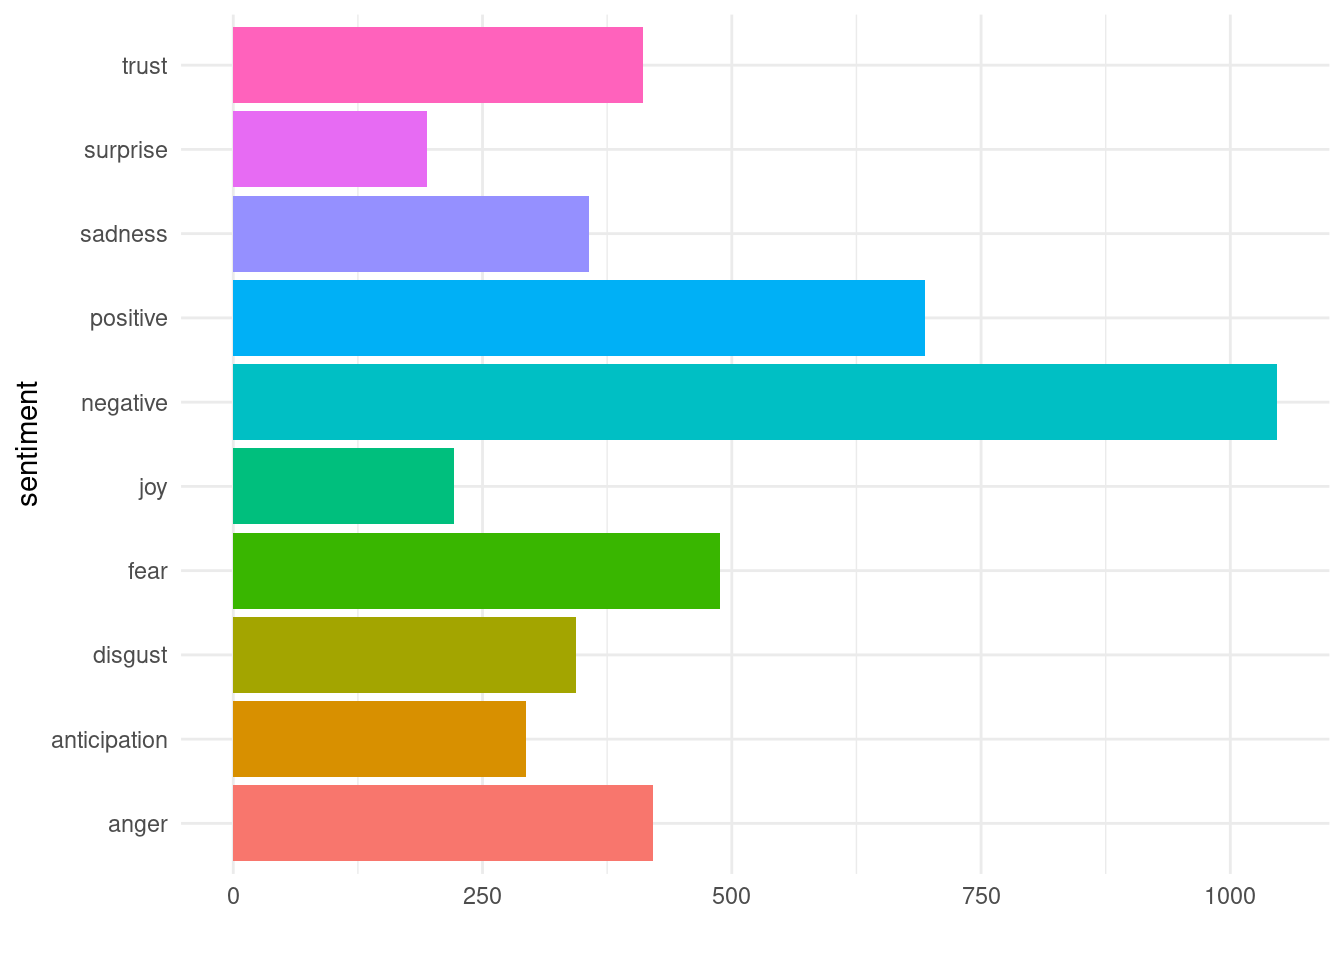 trust
surprise
sadness
positive
negative
joy
fear
disgust
anticipation
anger
sentiment
0 250 500 750 1000